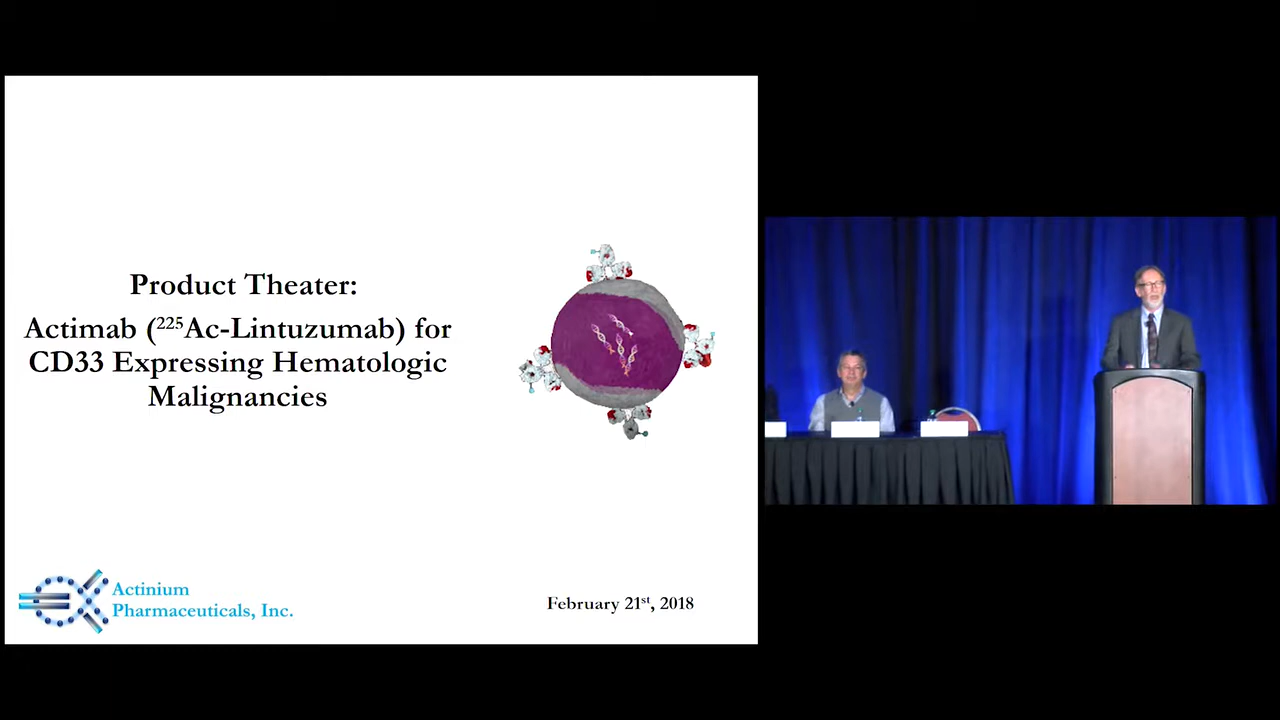 Product Theater:
Actimab (²²⁵Ac-Lintuzumab) for
CD33 Expressing Hematologic
Malignancies
Actinium
Pharmaceuticals, Inc.
February 21ˢᵗ, 2018